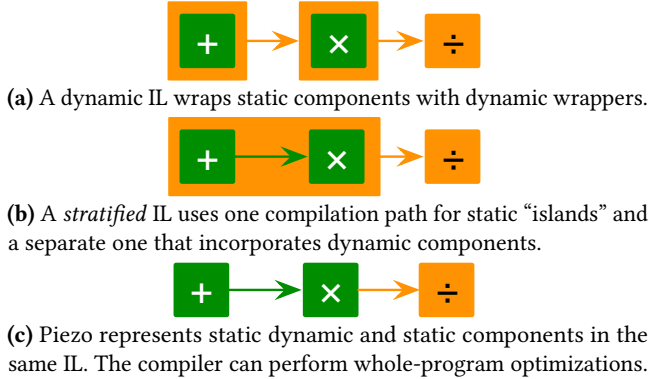 + × ÷
(a) A dynamic IL wraps static components with dynamic wrappers.
+ × ÷
(b) A stratified IL uses one compilation path for static “islands” and
a separate one that incorporates dynamic components.
+ × ÷
(c) Piezo represents static dynamic and static components in the
same IL. The compiler can perform whole-program optimizations.